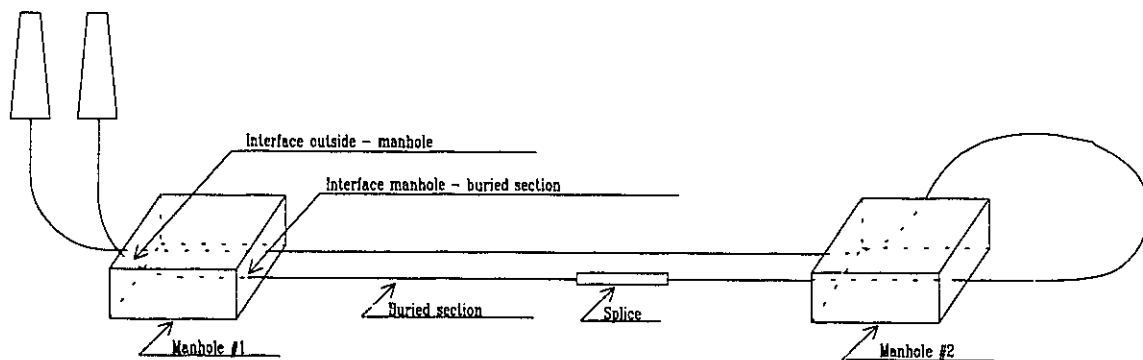 Interface outside - manhole
Interface manhole - buried section
Buried section
Splice
Manhole #1
Manhole #2